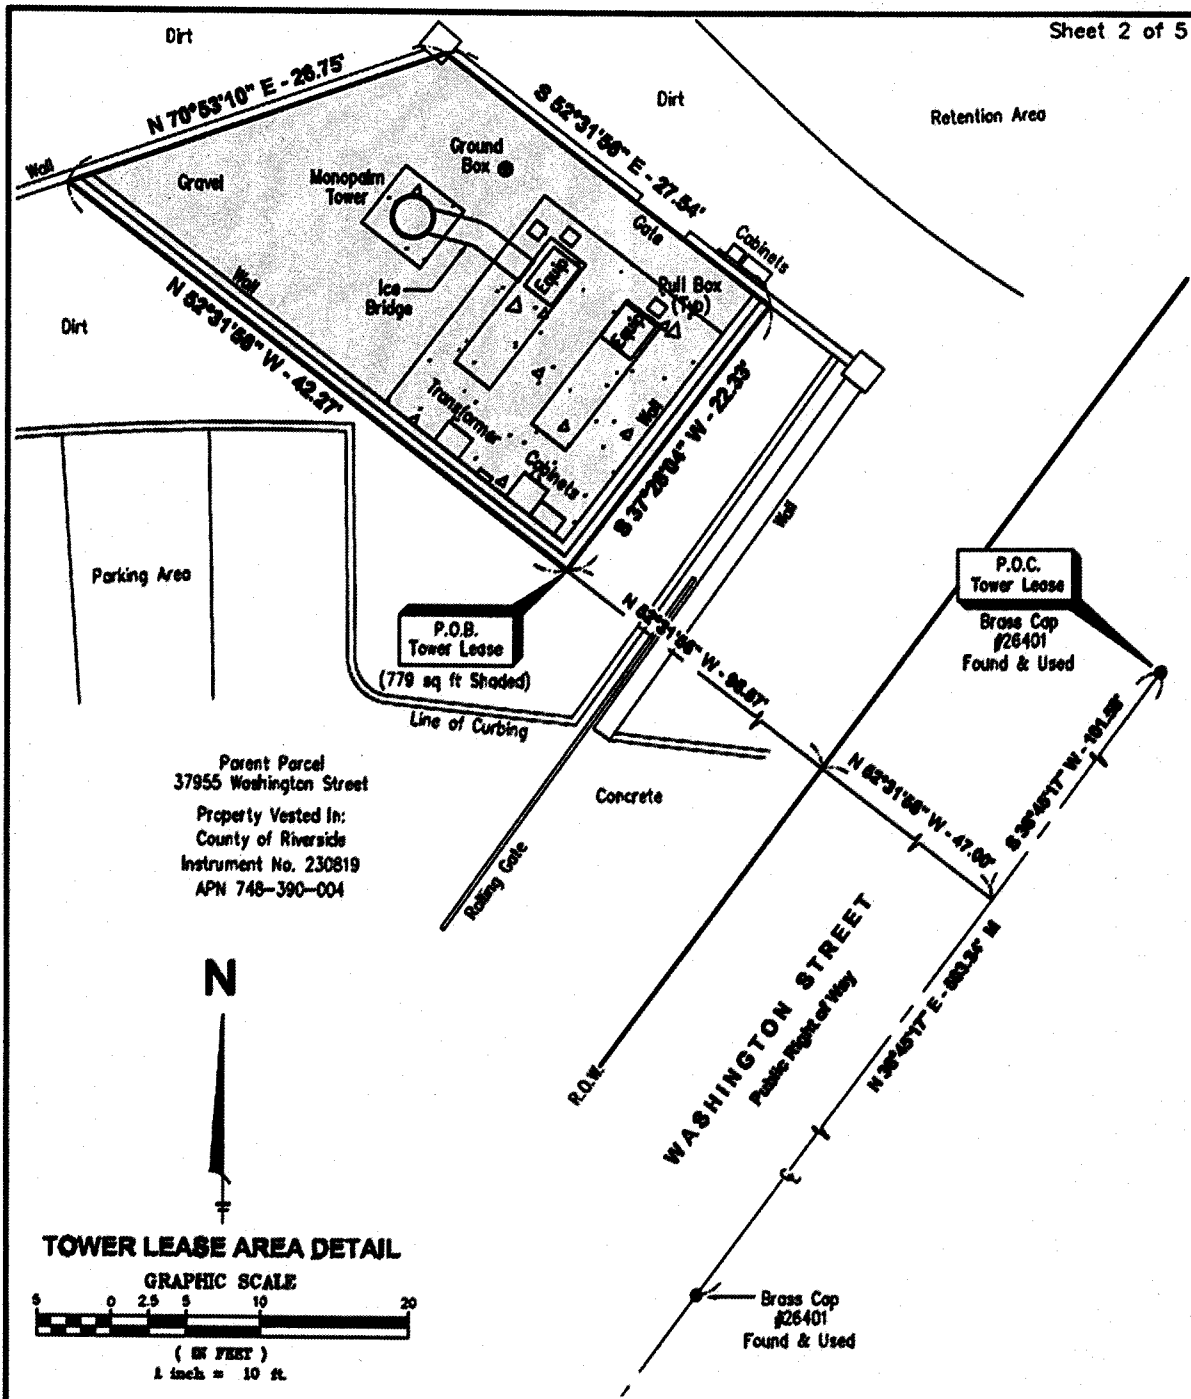 Sheet 2 of 5
Dirt
N 70°53'10" E - 26.75'
S 52°31'56" E - 27.54'
Dirt
Retention Area
Wall
Gravel
Ground
Box
Monopalm
Tower
Gate
Cabinets
Equip
Pull Box
(Typ)
Wall
Ice
Bridge
N 52°31'56" W - 42.27'
Dirt
Equip
Transformer
Wall
Cabinets
S 37°28'04" W - 22.33'
Wall
Parking Area
P.O.C.
Tower Lease
Brass Cap
#26401
Found & Used
P.O.B.
Tower Lease
(779 sq ft Shaded)
N 52°31'56" W -
Line of Curbing
Parent Parcel
37955 Washington Street
Property Vested In:
County of Riverside
Instrument No. 230819
APN 748-390-004
Concrete
N 52°31'56" W - 47.00'
W - 101.55'
Rolling Gate
N
WASHINGTON STREET
Public Right of Way
R.O.W.
E - M
TOWER LEASE AREA DETAIL
GRAPHIC SCALE
5 0 2.5 5 10 20
( IN FEET )
1 inch = 10 ft.
Brass Cap
#26401
Found & Used